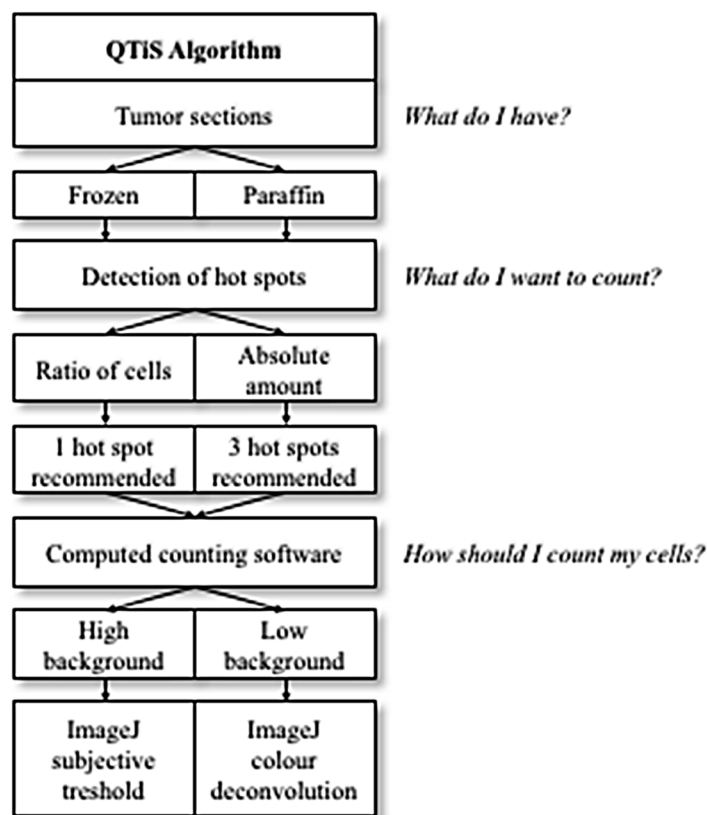 QTiS Algorithm
Tumor sections
What do I have?
Frozen
Paraffin
Detection of hot spots
What do I want to count?
Ratio of cells
Absolute
amount
1 hot spot
recommended
3 hot spots
recommended
Computed counting software
How should I count my cells?
High
background
Low
background
ImageJ
subjective
treshold
ImageJ
colour
deconvolution